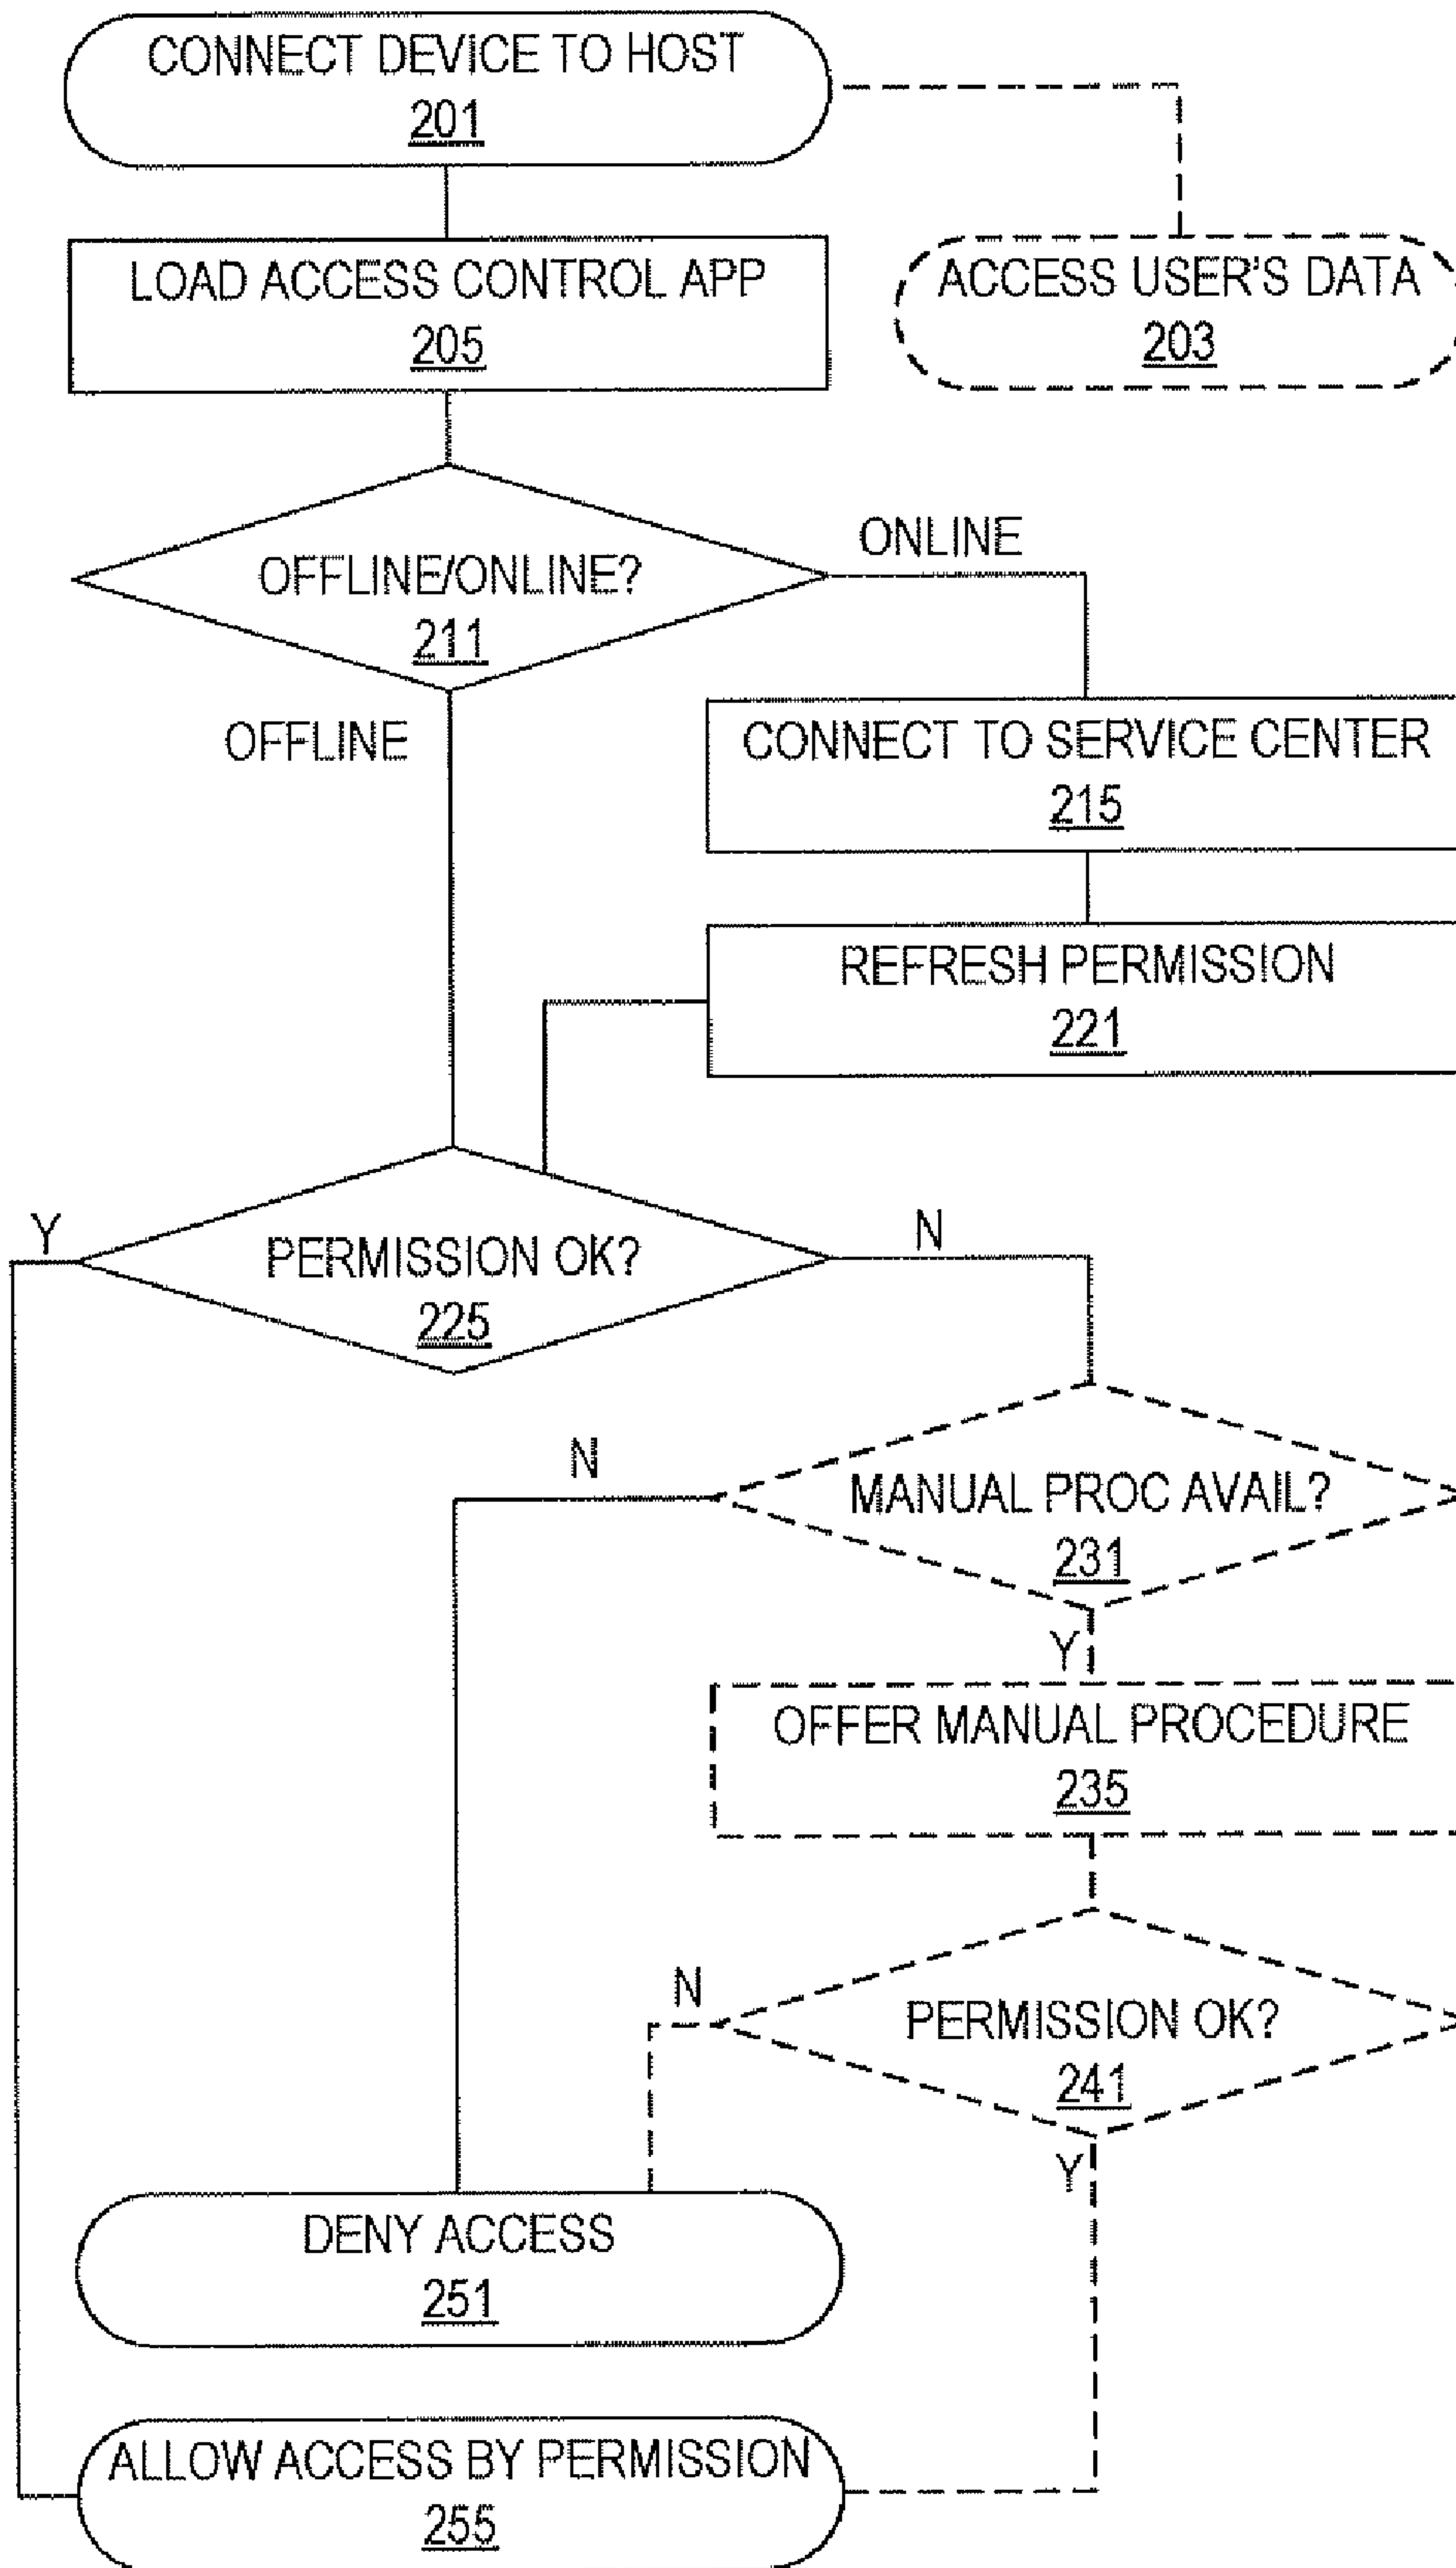 CONNECT DEVICE TO HOST
201
LOAD ACCESS CONTROL APP
205
ACCESS USER'S DATA
203
OFFLINE/ONLINE?
211
ONLINE
OFFLINE
CONNECT TO SERVICE CENTER
215
REFRESH PERMISSION
221
Y
PERMISSION OK?
225
N
N
MANUAL PROC AVAIL?
231
Y
OFFER MANUAL PROCEDURE
235
N
PERMISSION OK?
241
Y
DENY ACCESS
251
ALLOW ACCESS BY PERMISSION
255